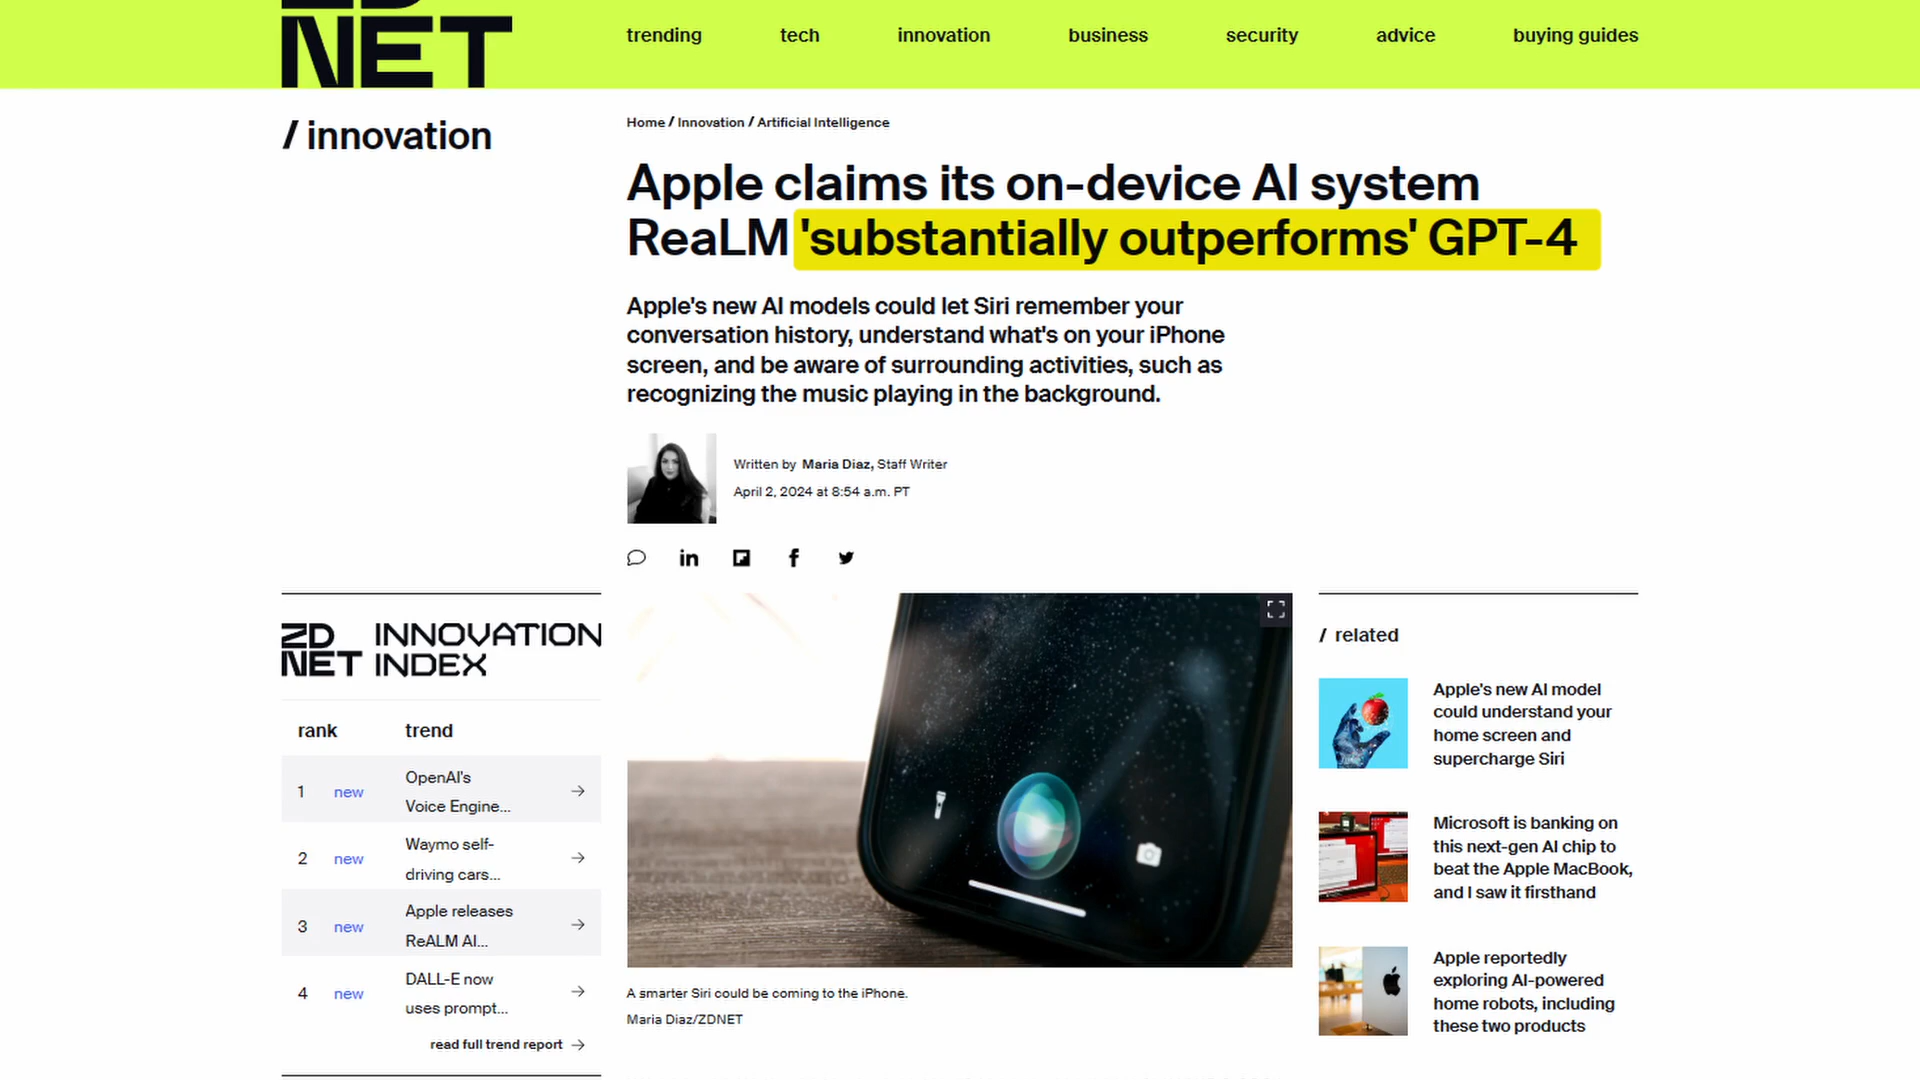 ZD
NET
trending
tech
innovation
business
security
advice
buying guides
/ innovation
Home / Innovation / Artificial Intelligence
Apple claims its on-device AI system
ReaLM 'substantially outperforms' GPT-4
Apple's new AI models could let Siri remember your
conversation history, understand what's on your iPhone
screen, and be aware of surrounding activities, such as
recognizing the music playing in the background.
Written by Maria Diaz, Staff Writer
April 2, 2024 at 8:54 a.m. PT
in
f
ZD
NET
INNOVATION
INDEX
rank trend
1 new OpenAI's
Voice Engine...
2 new Waymo self-
driving cars...
3 new Apple releases
ReALM AI...
4 new DALL-E now
uses prompt...
read full trend report
A smarter Siri could be coming to the iPhone.
Maria Diaz/ZDNET
/ related
Apple's new AI model
could understand your
home screen and
supercharge Siri
Microsoft is banking on
this next-gen AI chip to
beat the Apple MacBook,
and I saw it firsthand
Apple reportedly
exploring AI-powered
home robots, including
these two products